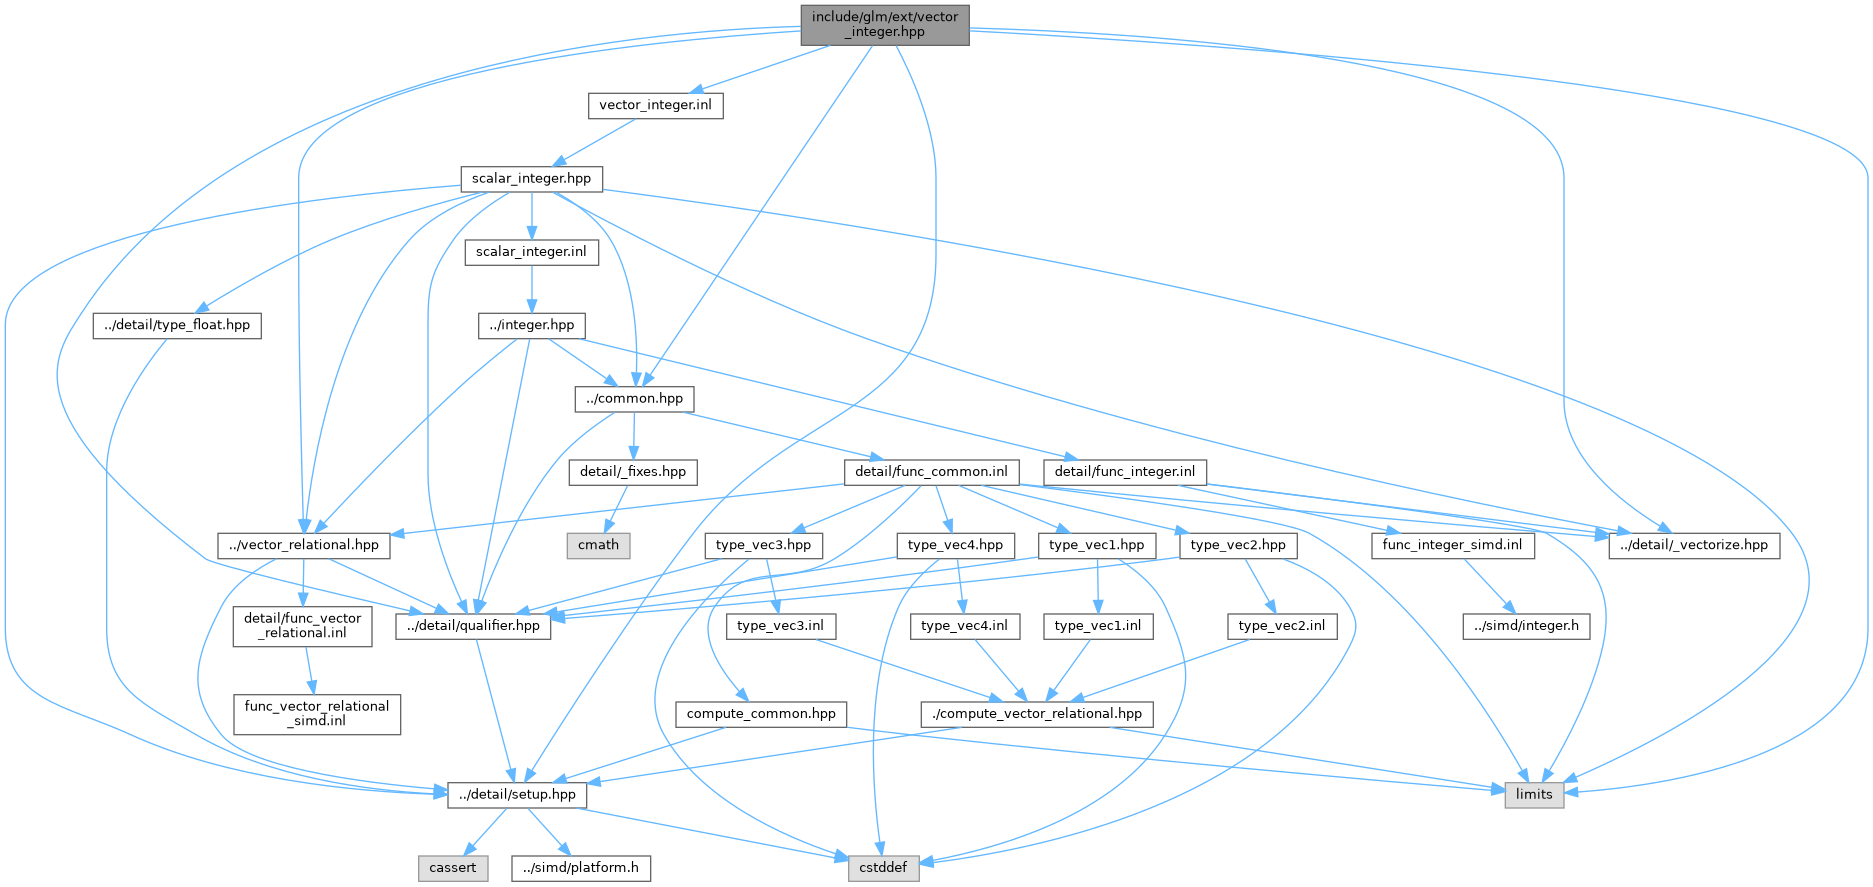 include/glm/ext/vector
_integer.hpp
vector_integer.inl
scalar_integer.hpp
scalar_integer.inl
../detail/type_float.hpp
../integer.hpp
../common.hpp
detail/_fixes.hpp
detail/func_common.inl
detail/func_integer.inl
../vector_relational.hpp
cmath
type_vec3.hpp
type_vec4.hpp
type_vec1.hpp
type_vec2.hpp
func_integer_simd.inl
../detail/_vectorize.hpp
detail/func_vector
_relational.inl
../detail/qualifier.hpp
type_vec3.inl
type_vec4.inl
type_vec1.inl
type_vec2.inl
../simd/integer.h
func_vector_relational
_simd.inl
compute_common.hpp
./compute_vector_relational.hpp
../detail/setup.hpp
limits
cassert
../simd/platform.h
cstddef